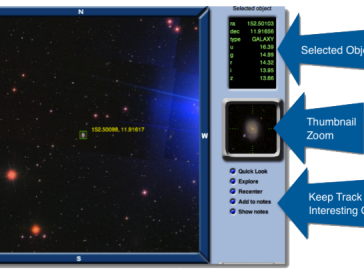 Selected object
N
ra 152.50103
dec 11.91656
type GALAXY
u 16.39
g 14.89
r 14.32
i 13.95
z 13.66
Selected Obje
152.50098, 11.91617
W
Thumbnail
Zoom
Quick Look
Explore
Recenter
Add to notes
Show notes
Keep Track
Interesting O
S